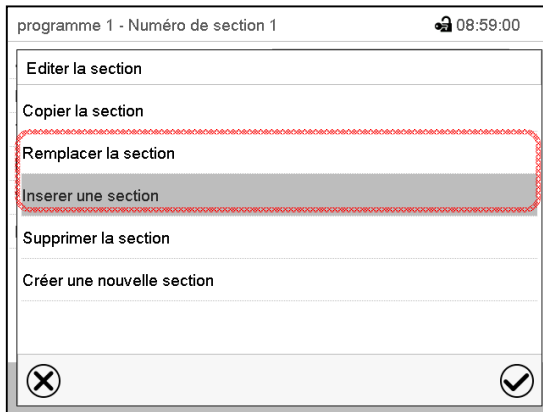 programme 1 - Numéro de section 1 08:59:00
Editer la section
Copier la section
Remplacer la section
Inserer une section
Supprimer la section
Créer une nouvelle section